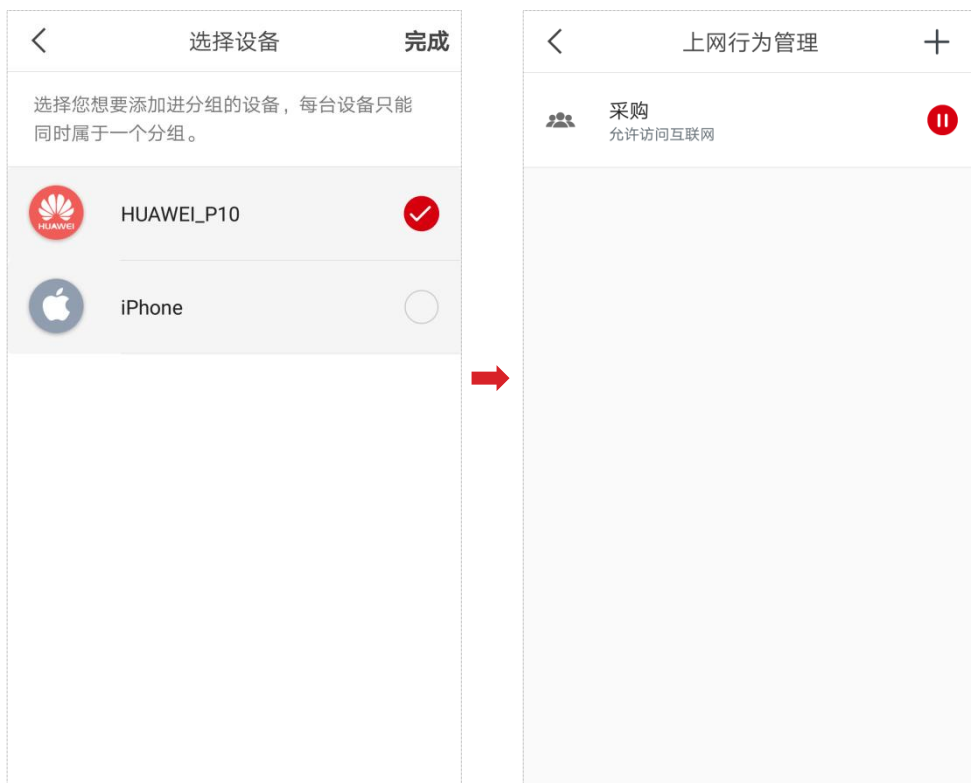 选择设备
完成
选择您想要添加进分组的设备，每台设备只能
同时属于一个分组。
HUAWEI
HUAWEI_P10
iPhone
上网行为管理
采购
允许访问互联网